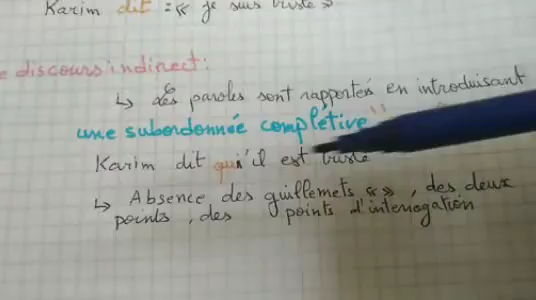 Karim dit : « je suis triste »
discours indirect :
↳ Les paroles sont rapportés en introduisant
une subordonnée complétive"
Karim dit qu'il est triste
↳ Absence des guillemets « » , des deux
points , des points d'interrogation